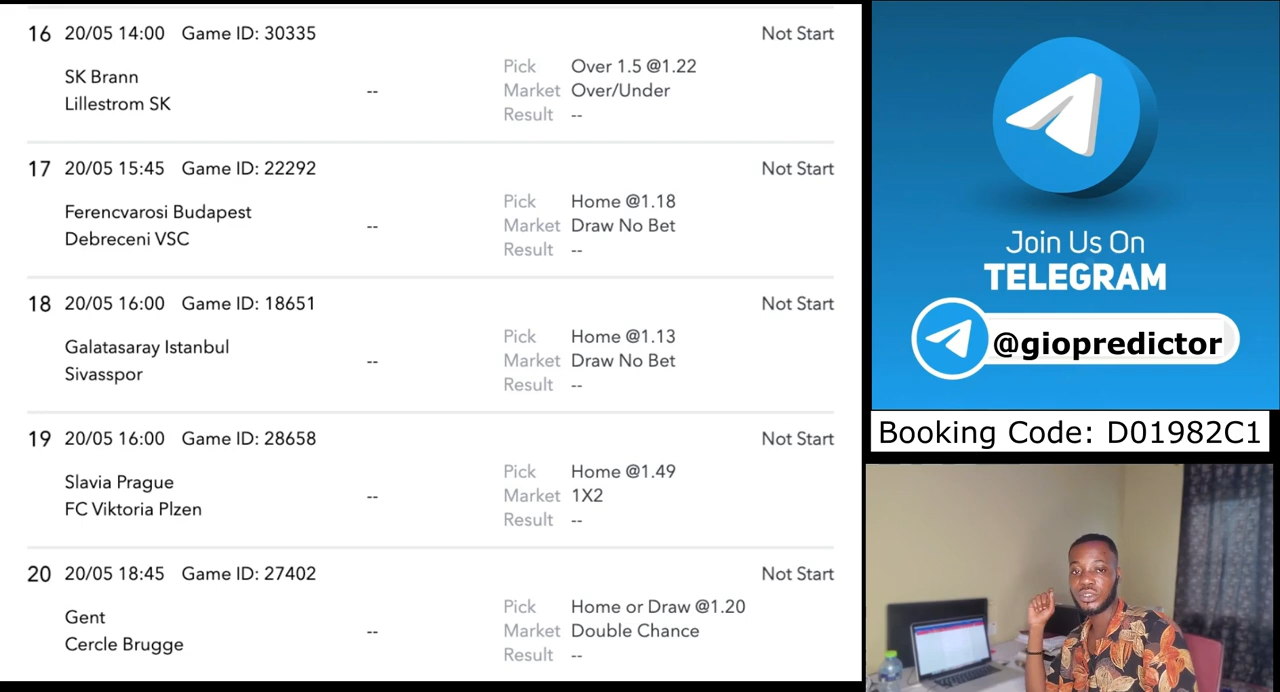 16 20/05 14:00 Game ID: 30335 Not Start
SK Brann
Lillestrom SK
--
Pick Over 1.5 @1.22
Market Over/Under
Result --
17 20/05 15:45 Game ID: 22292 Not Start
Ferencvarosi Budapest
Debreceni VSC
--
Pick Home @1.18
Market Draw No Bet
Result --
18 20/05 16:00 Game ID: 18651 Not Start
Galatasaray Istanbul
Sivasspor
--
Pick Home @1.13
Market Draw No Bet
Result --
19 20/05 16:00 Game ID: 28658 Not Start
Slavia Prague
FC Viktoria Plzen
--
Pick Home @1.49
Market 1X2
Result --
20 20/05 18:45 Game ID: 27402 Not Start
Gent
Cercle Brugge
--
Pick Home or Draw @1.20
Market Double Chance
Result --
Join Us On
TELEGRAM
@giopredictor
Booking Code: D01982C1